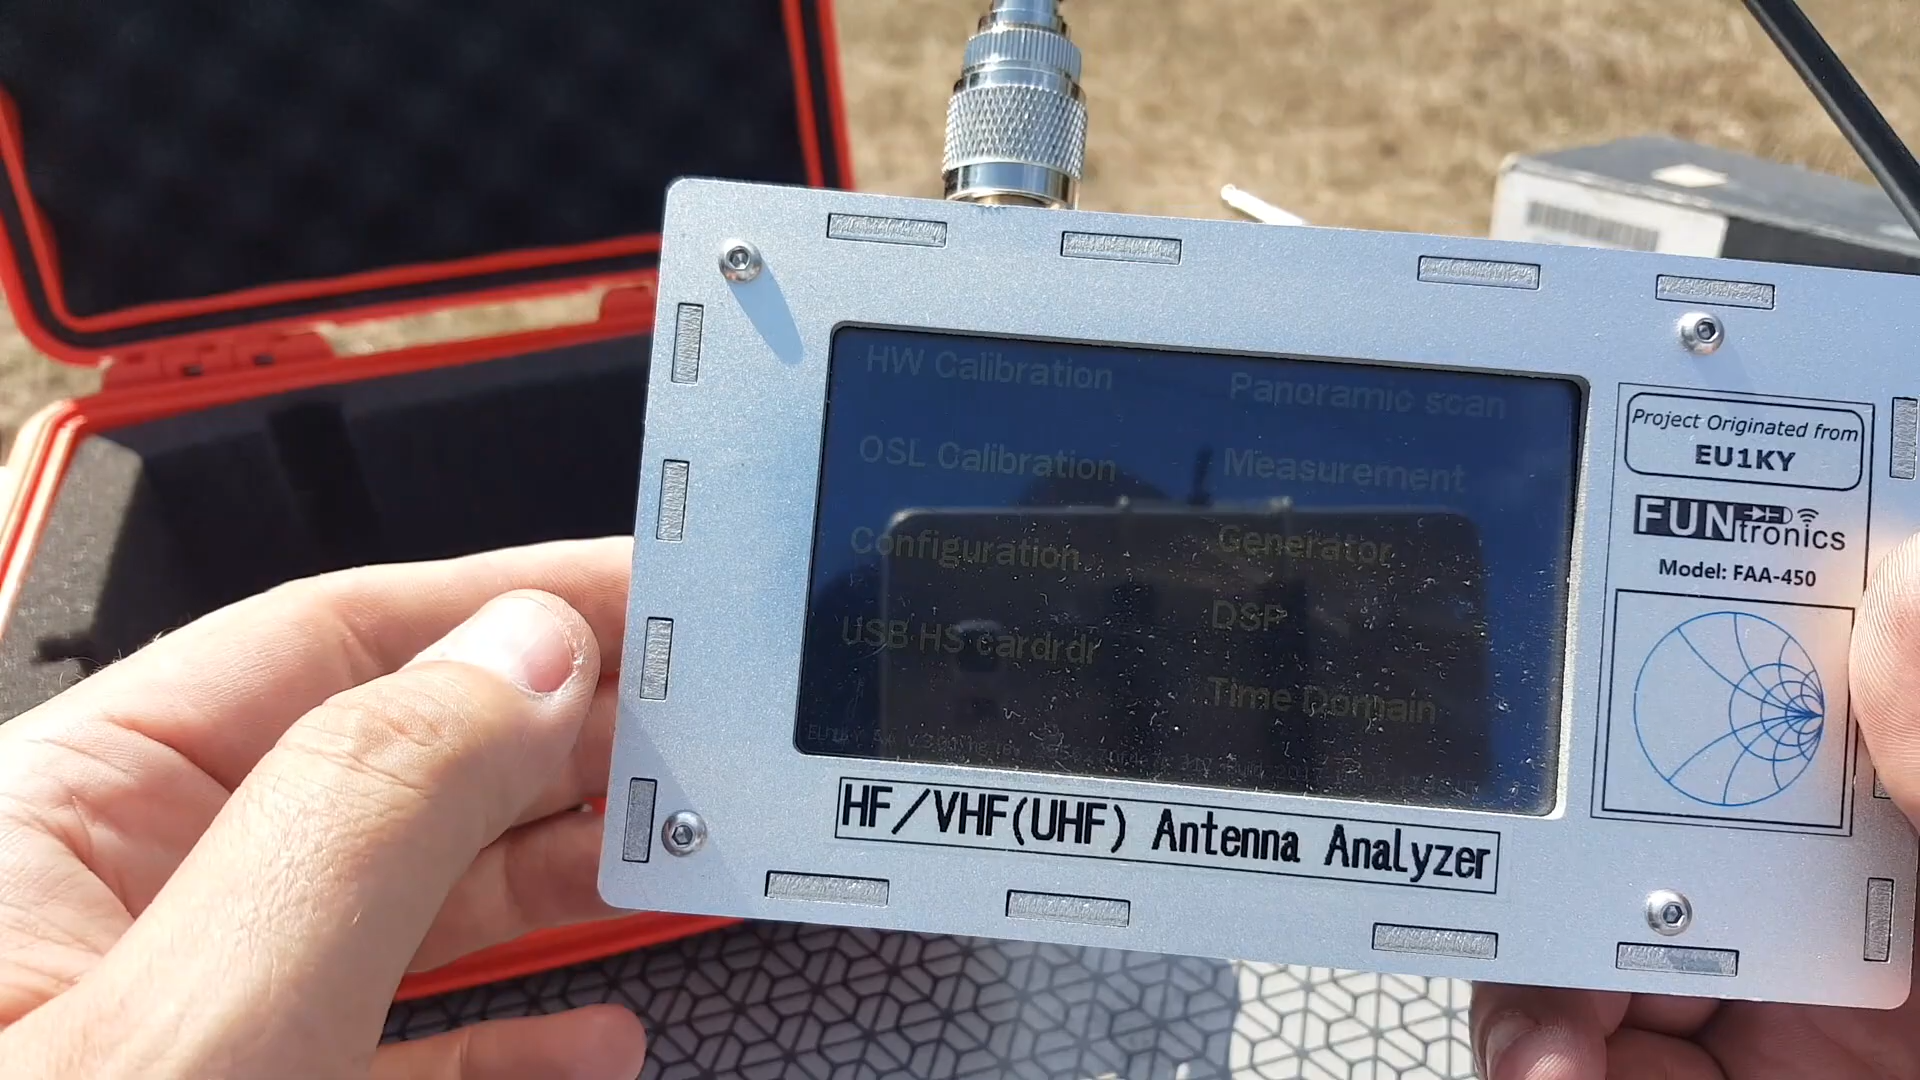 HW Calibration
OSL Calibration
Configuration
USB HS cardrdr
Panoramic scan
Measurement
Generator
DSP
Time Domain
Project Originated from
EU1KY
FUNtronics
Model: FAA-450
HF/VHF(UHF) Antenna Analyzer